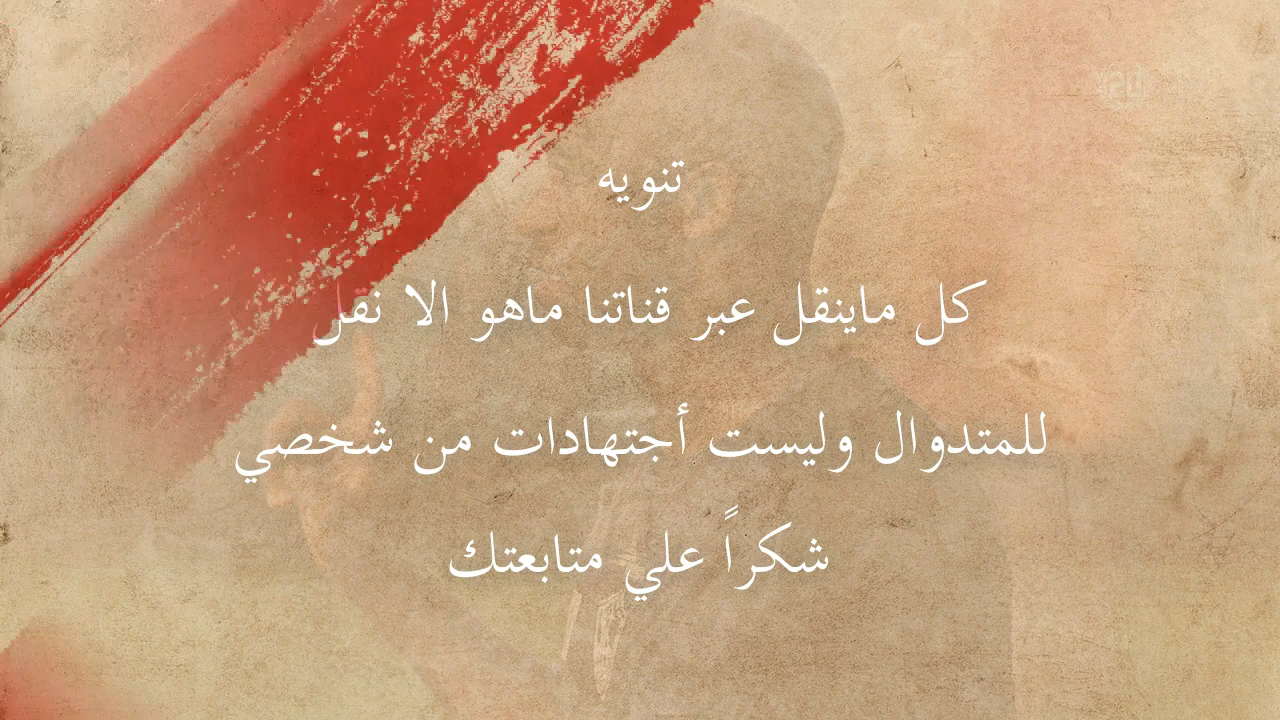 تنويه
كل ماينقل عبر قناتنا ماهو الا نقل
للمتدوال وليست أجتهادات من شخصي
شكراً علي متابعتك